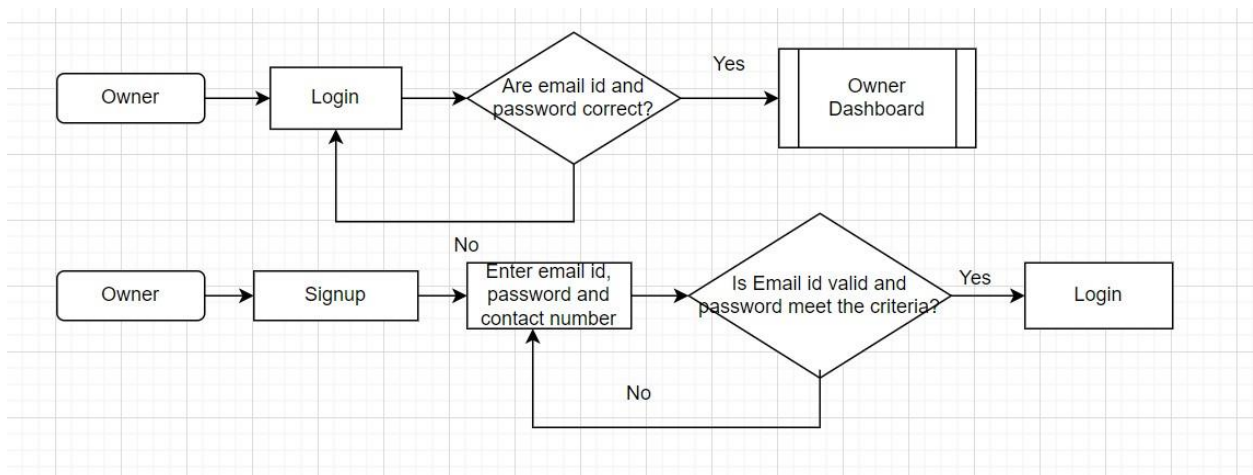 Yes
Owner
Login
Are email id and
password correct?
Owner
Dashboard
No
Owner
Signup
Enter email id,
password and
contact number
Is Email id valid and
password meet the criteria?
Yes
Login
No